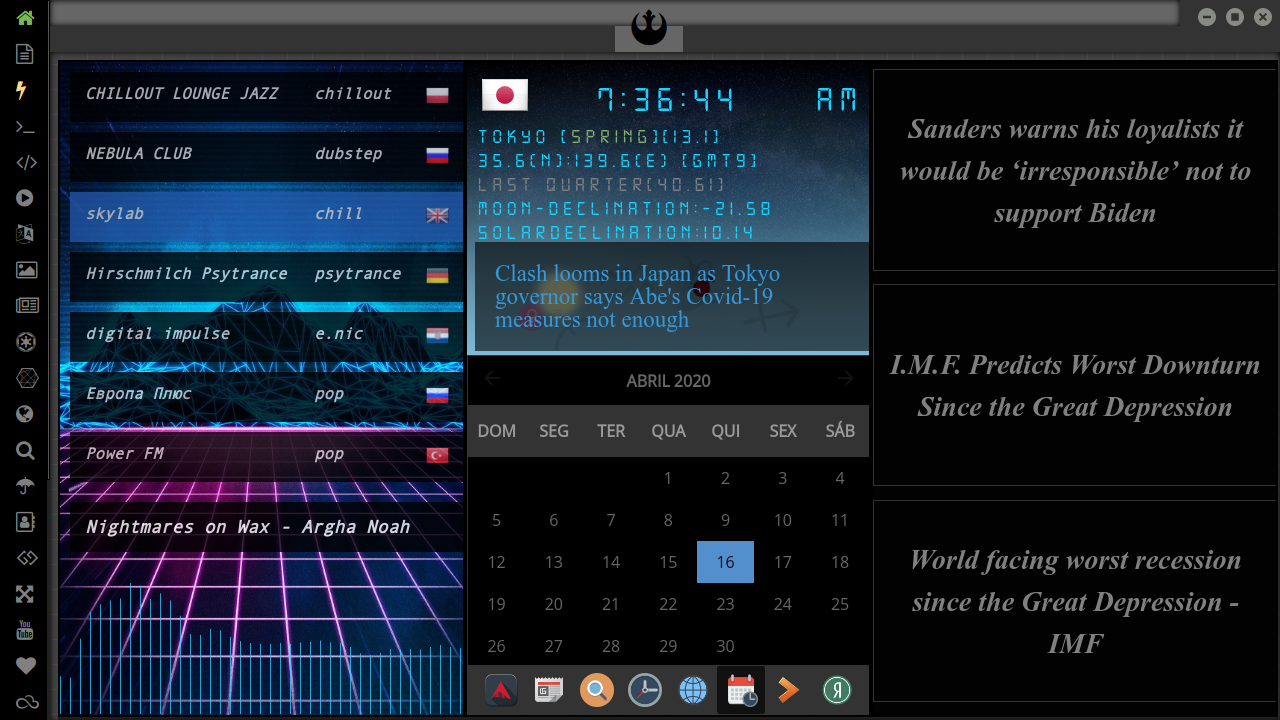 CHILLOUT LOUNGE JAZZ chillout
NEBULA CLUB dubstep
skylab chill
Hirschmilch Psytrance psytrance
digital impulse e.nic
Европа Плюс pop
Power FM pop
Nightmares on Wax - Argha Noah
7:36:44 AM
TOKYO [SPRING][13.1]
35.6(N):139.6(E) [GMT9]
LAST QUARTER[40.61]
MOON-DECLINATION:-21.58
SOLARDECLINATION:10.14
Clash looms in Japan as Tokyo
governor says Abe's Covid-19
measures not enough
ABRIL 2020
DOM SEG TER QUA QUI SEX SÁB
1 2 3 4
5 6 7 8 9 10 11
12 13 14 15 16 17 18
19 20 21 22 23 24 25
26 27 28 29 30
Sanders warns his loyalists it
would be ‘irresponsible’ not to
support Biden
I.M.F. Predicts Worst Downturn
Since the Great Depression
World facing worst recession
since the Great Depression -
IMF
You
Tube
Я